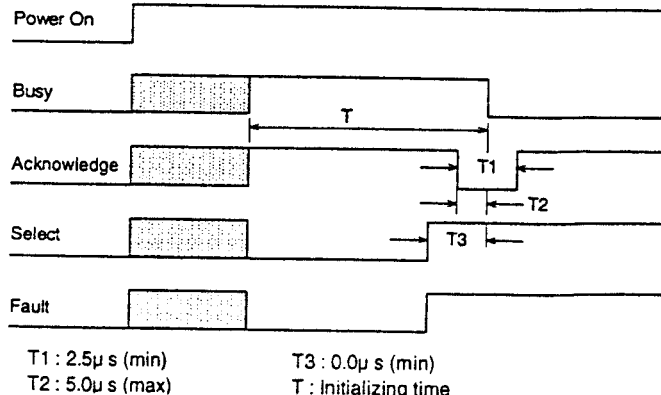 Power On
Busy
T
Acknowledge
T1
T2
Select
T3
Fault
T1 : 2.5µ s (min)
T3 : 0.0µ s (min)
T2 : 5.0µ s (max)
T : Initializing time